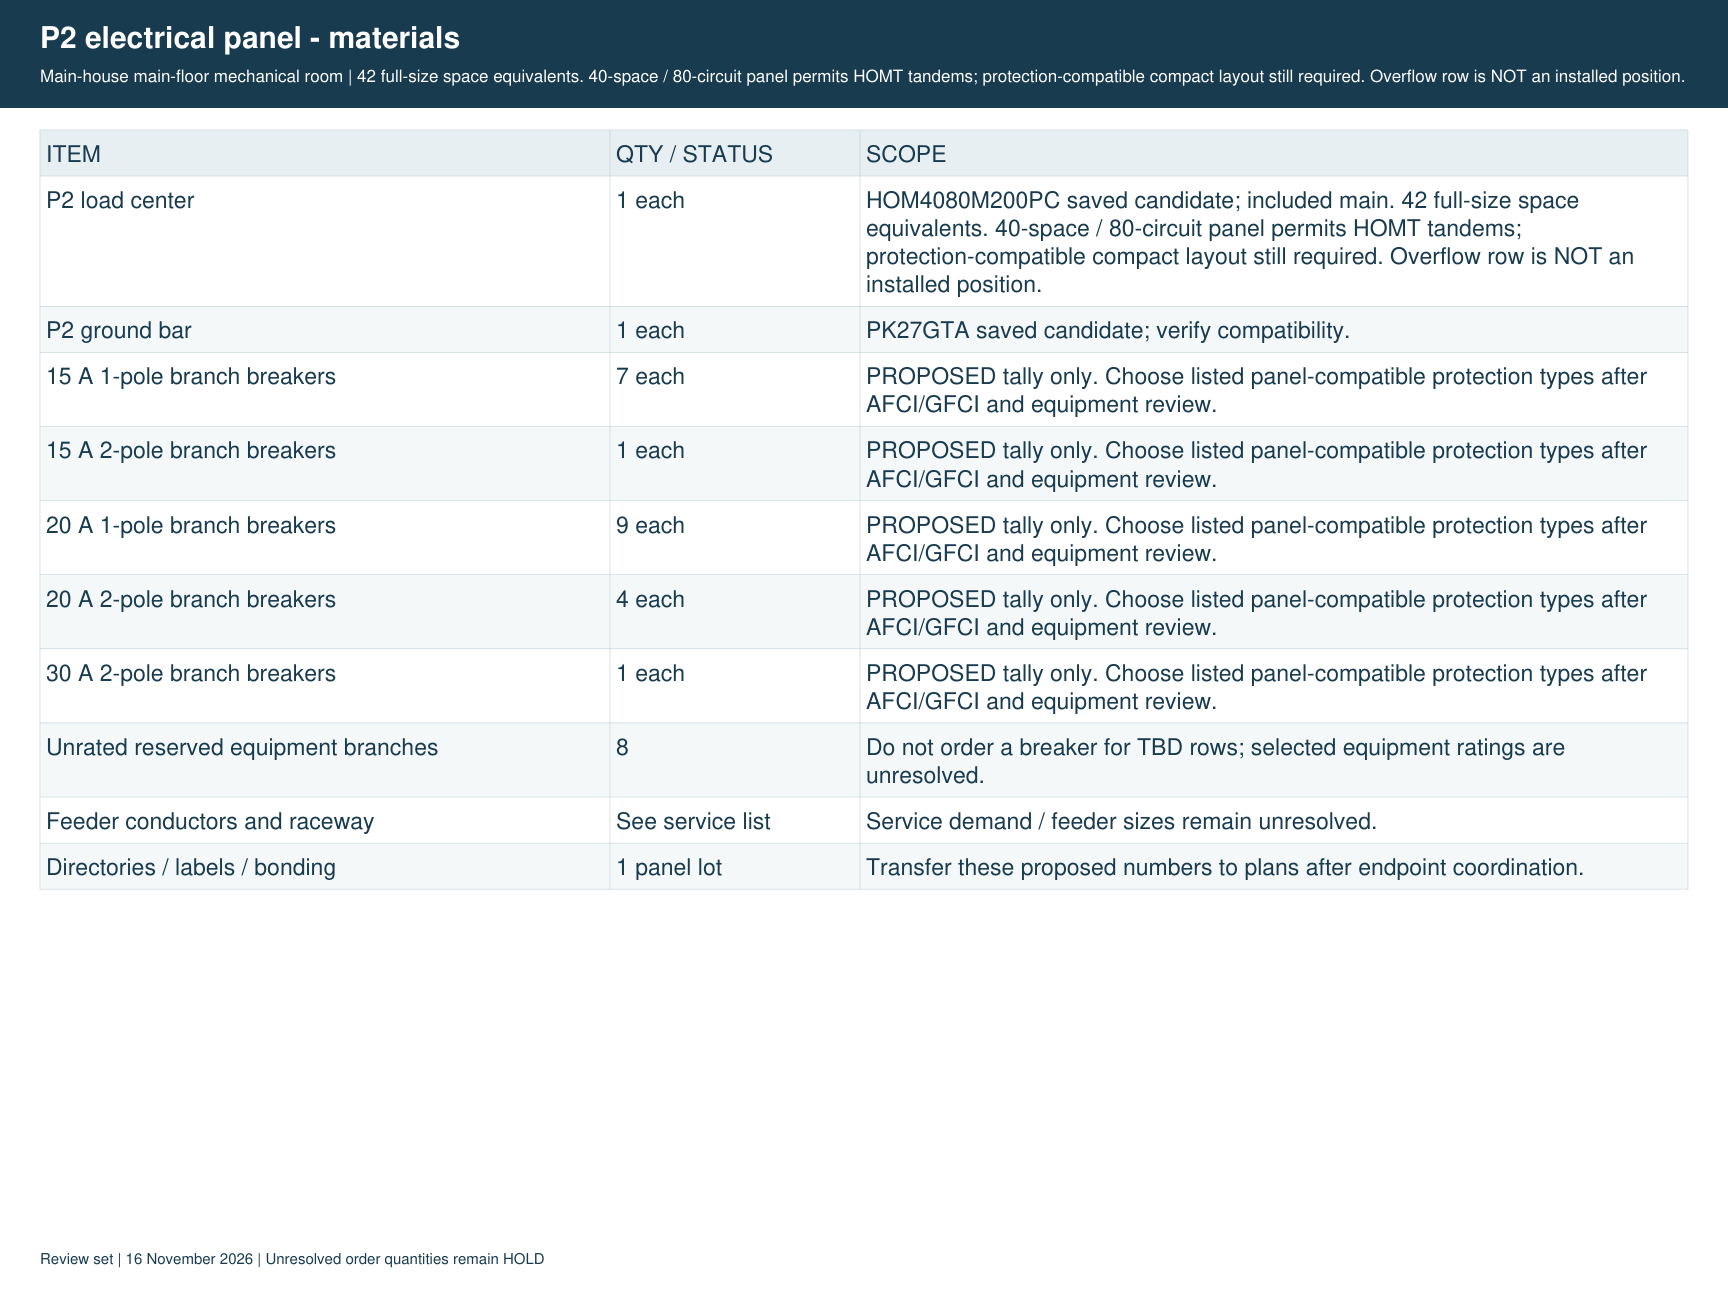 P2 electrical panel - materials
Main-house main-floor mechanical room | 42 full-size space equivalents. 40-space / 80-circuit panel permits HOMT tandems; protection-compatible compact layout still required. Overflow row is NOT an installed position.
ITEM QTY / STATUS SCOPE
P2 load center 1 each HOM4080M200PC saved candidate; included main. 42 full-size space
equivalents. 40-space / 80-circuit panel permits HOMT tandems;
protection-compatible compact layout still required. Overflow row is NOT an
installed position.
P2 ground bar 1 each PK27GTA saved candidate; verify compatibility.
15 A 1-pole branch breakers 7 each PROPOSED tally only. Choose listed panel-compatible protection types after
AFCI/GFCI and equipment review.
15 A 2-pole branch breakers 1 each PROPOSED tally only. Choose listed panel-compatible protection types after
AFCI/GFCI and equipment review.
20 A 1-pole branch breakers 9 each PROPOSED tally only. Choose listed panel-compatible protection types after
AFCI/GFCI and equipment review.
20 A 2-pole branch breakers 4 each PROPOSED tally only. Choose listed panel-compatible protection types after
AFCI/GFCI and equipment review.
30 A 2-pole branch breakers 1 each PROPOSED tally only. Choose listed panel-compatible protection types after
AFCI/GFCI and equipment review.
Unrated reserved equipment branches 8 Do not order a breaker for TBD rows; selected equipment ratings are
unresolved.
Feeder conductors and raceway See service list Service demand / feeder sizes remain unresolved.
Directories / labels / bonding 1 panel lot Transfer these proposed numbers to plans after endpoint coordination.
Review set | 16 November 2026 | Unresolved order quantities remain HOLD